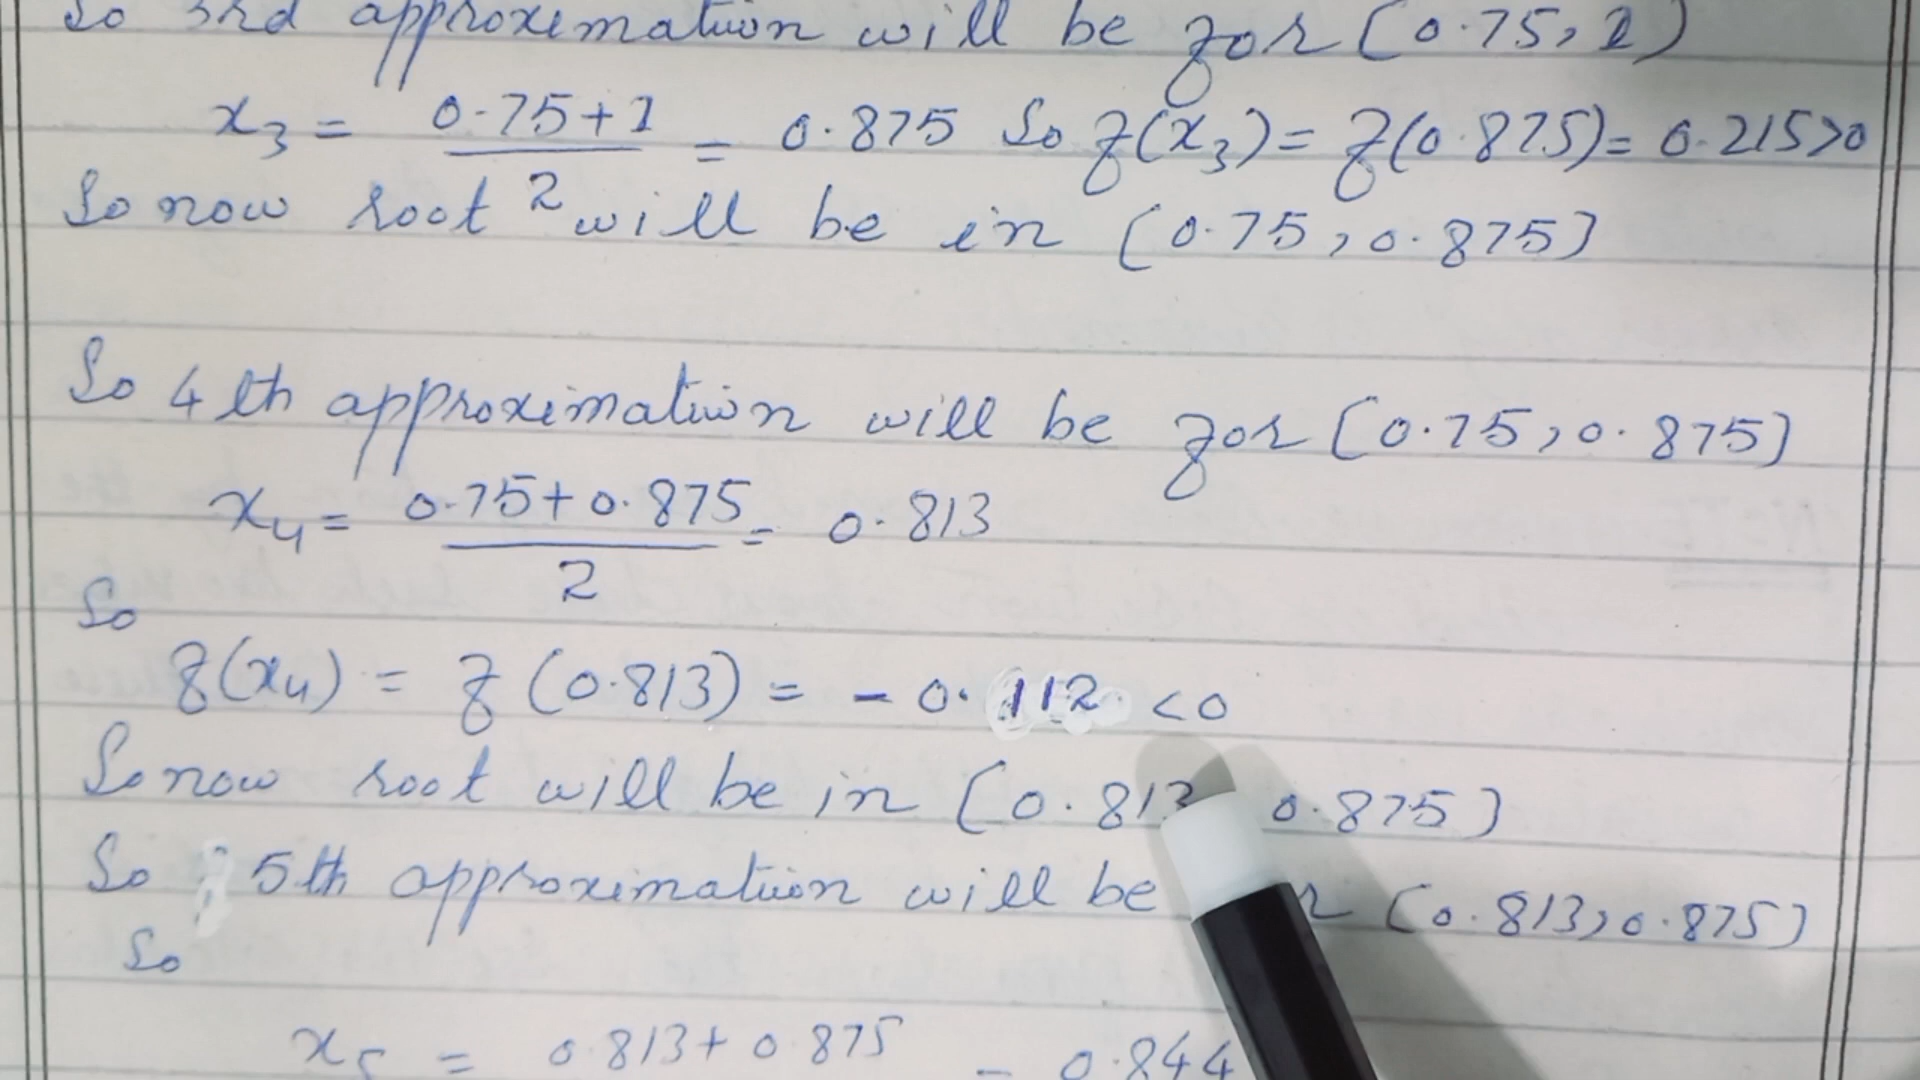 So 3rd approximation will be for [0.75, 1)
x₃ = (0.75+1)/2 = 0.875 So f(x₃) = f(0.875) = 0.215>0
So now root will be in [0.75, 0.875]
So 4th approximation will be for [0.75, 0.875]
x₄ = (0.75+0.875)/2 = 0.813
So
f(x₄) = f(0.813) = -0.112 <0
So now root will be in [0.813 0.875]
So 5th approximation will be [0.813, 0.875]
So
x₅ = 0.813+0.875 = 0.844